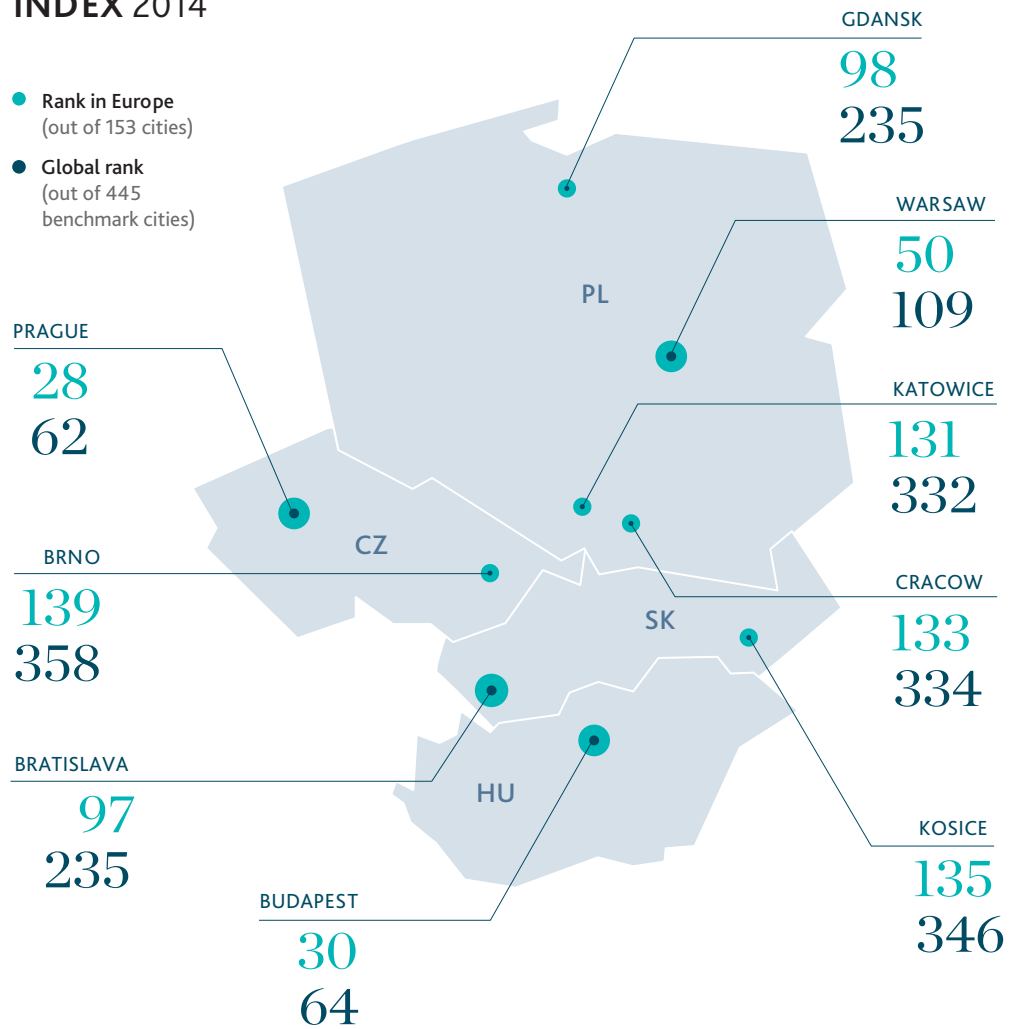 INDEX 2014
Rank in Europe
(out of 153 cities)
Global rank
(out of 445
benchmark cities)
GDANSK
98
235
WARSAW
50
109
PL
PRAGUE
28
62
KATOWICE
131
332
CZ
BRNO
139
358
CRACOW
133
334
SK
BRATISLAVA
97
235
HU
KOSICE
135
346
BUDAPEST
30
64